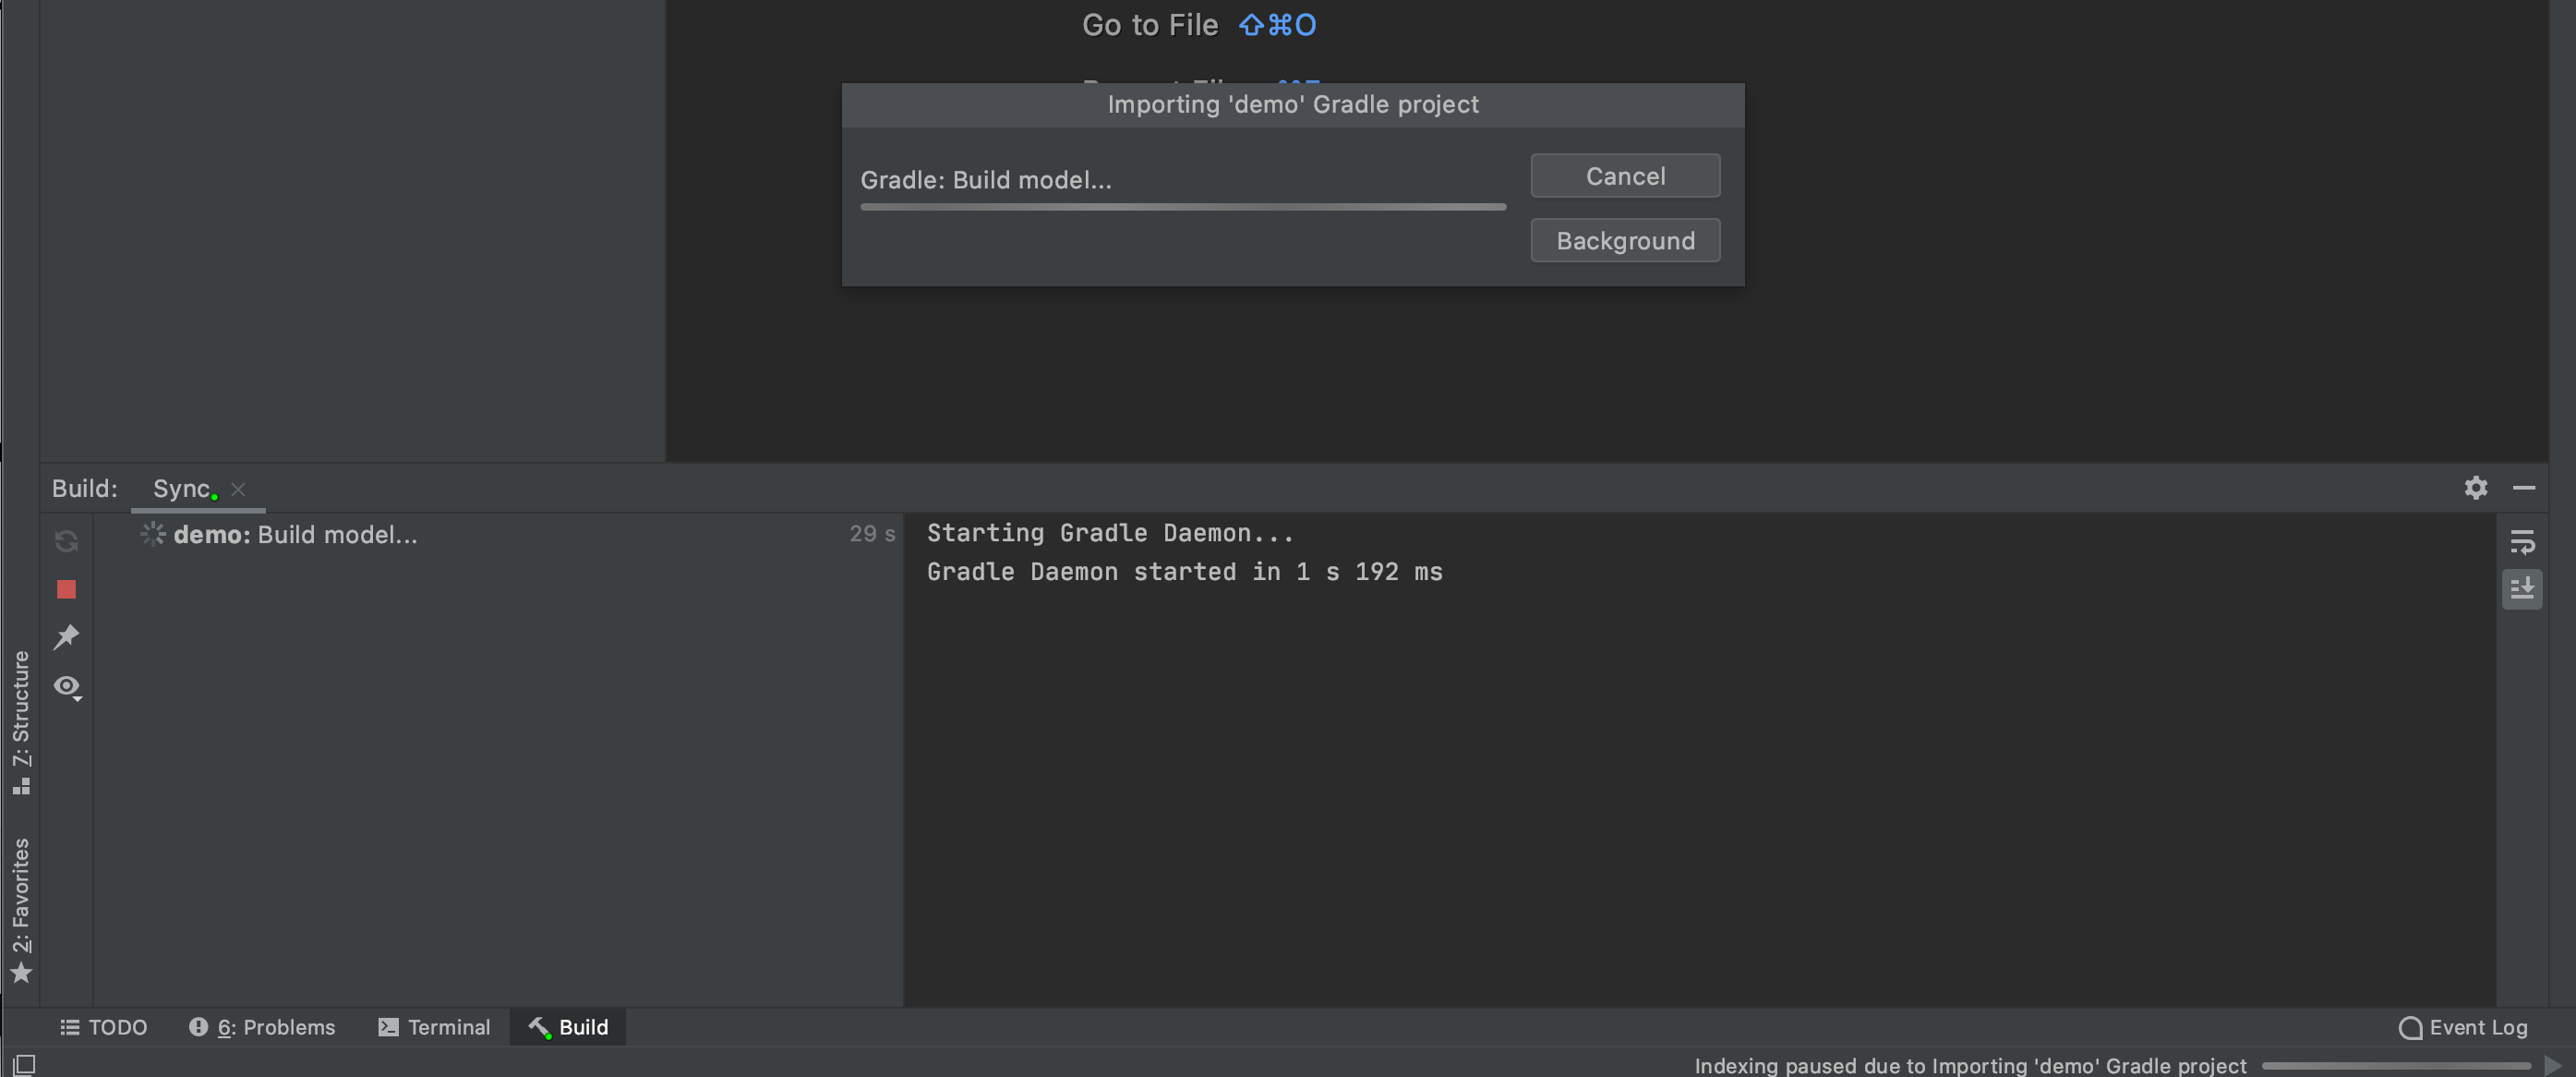 Go to File ⇧⌘O
Importing 'demo' Gradle project
Gradle: Build model...
Cancel
Background
Build:
Sync
demo: Build model...
29 s
Starting Gradle Daemon...
Gradle Daemon started in 1 s 192 ms
Z: Structure
2: Favorites
TODO
6: Problems
Terminal
Build
Event Log
Indexing paused due to Importing 'demo' Gradle project